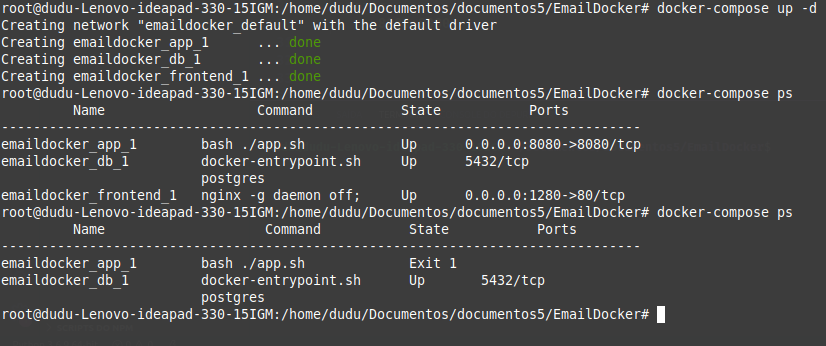 root@dudu-Lenovo-ideapad-330-15IGM:/home/dudu/Documentos/documentos5/EmailDocker# docker-compose up -d
Creating network "emaildocker_default" with the default driver
Creating emaildocker_app_1      ... done
Creating emaildocker_db_1       ... done
Creating emaildocker_frontend_1 ... done
root@dudu-Lenovo-ideapad-330-15IGM:/home/dudu/Documentos/documentos5/EmailDocker# docker-compose ps
         Name                   Command           State           Ports
--------------------------------------------------------------------------------
emaildocker_app_1        bash ./app.sh            Up      0.0.0.0:8080->8080/tcp
emaildocker_db_1         docker-entrypoint.sh     Up      5432/tcp
                         postgres
emaildocker_frontend_1   nginx -g daemon off;     Up      0.0.0.0:1280->80/tcp
root@dudu-Lenovo-ideapad-330-15IGM:/home/dudu/Documentos/documentos5/EmailDocker# docker-compose ps
         Name                    Command           State           Ports
--------------------------------------------------------------------------------
emaildocker_app_1        bash ./app.sh             Exit 1
emaildocker_db_1         docker-entrypoint.sh      Up       5432/tcp
                         postgres
root@dudu-Lenovo-ideapad-330-15IGM:/home/dudu/Documentos/documentos5/EmailDocker#